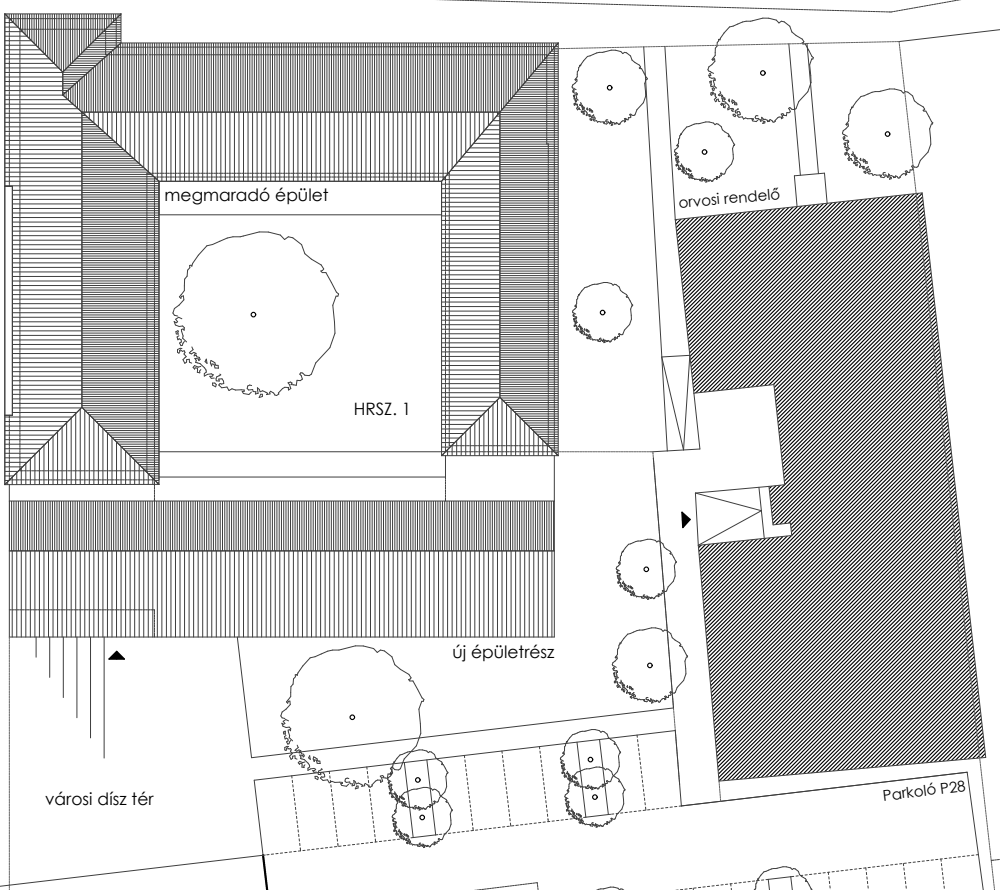 megmaradó épület
orvosi rendelő
HRSZ. 1
új épületrész
városi dísz tér
Parkoló P28